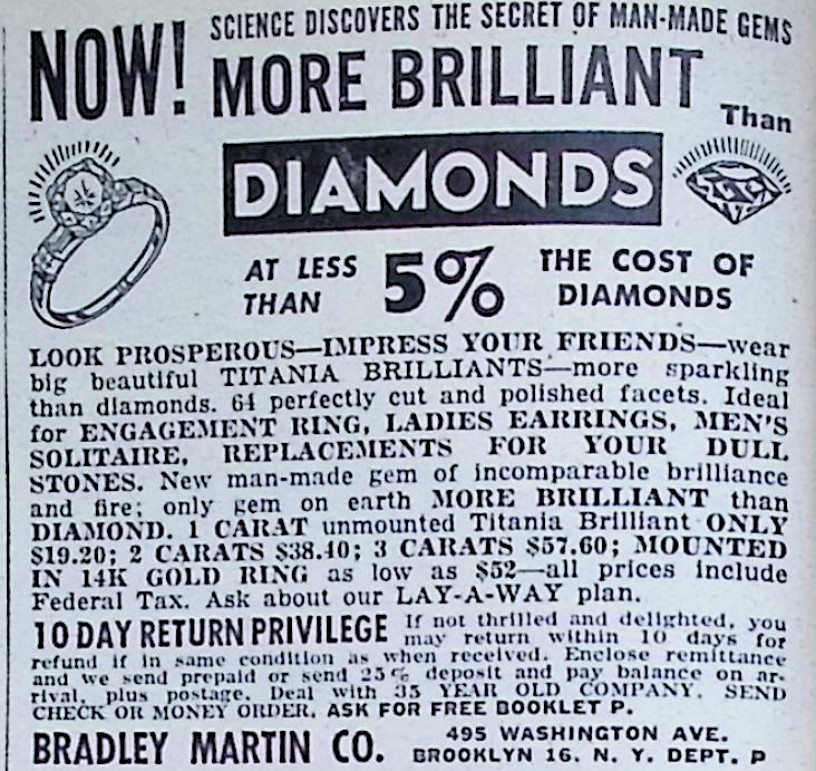 NOW!
SCIENCE DISCOVERS THE SECRET OF MAN-MADE GEMS
MORE BRILLIANT
Than
DIAMONDS
AT LESS
THAN
5%
THE COST OF
DIAMONDS
LOOK PROSPEROUS—IMPRESS YOUR FRIENDS—wear
big beautiful TITANIA BRILLIANTS—more sparkling
than diamonds. 64 perfectly cut and polished facets. Ideal
for ENGAGEMENT RING, LADIES EARRINGS, MEN'S
SOLITAIRE, REPLACEMENTS FOR YOUR DULL
STONES. New man-made gem of incomparable brilliance
and fire; only gem on earth MORE BRILLIANT than
DIAMOND. 1 CARAT unmounted Titania Brilliant ONLY
$19.20; 2 CARATS $38.40; 3 CARATS $57.60; MOUNTED
IN 14K GOLD RING as low as $52—all prices include
Federal Tax. Ask about our LAY-A-WAY plan.
10 DAY RETURN PRIVILEGE
If not thrilled and delighted, you
may return within 10 days for
refund if in same condition as when received. Enclose remittance
and we send prepaid or send 25% deposit and pay balance on ar-
rival, plus postage. Deal with 35 YEAR OLD COMPANY. SEND
CHECK OR MONEY ORDER. ASK FOR FREE BOOKLET P.
BRADLEY MARTIN CO.
495 WASHINGTON AVE.
BROOKLYN 16. N. Y. DEPT. P